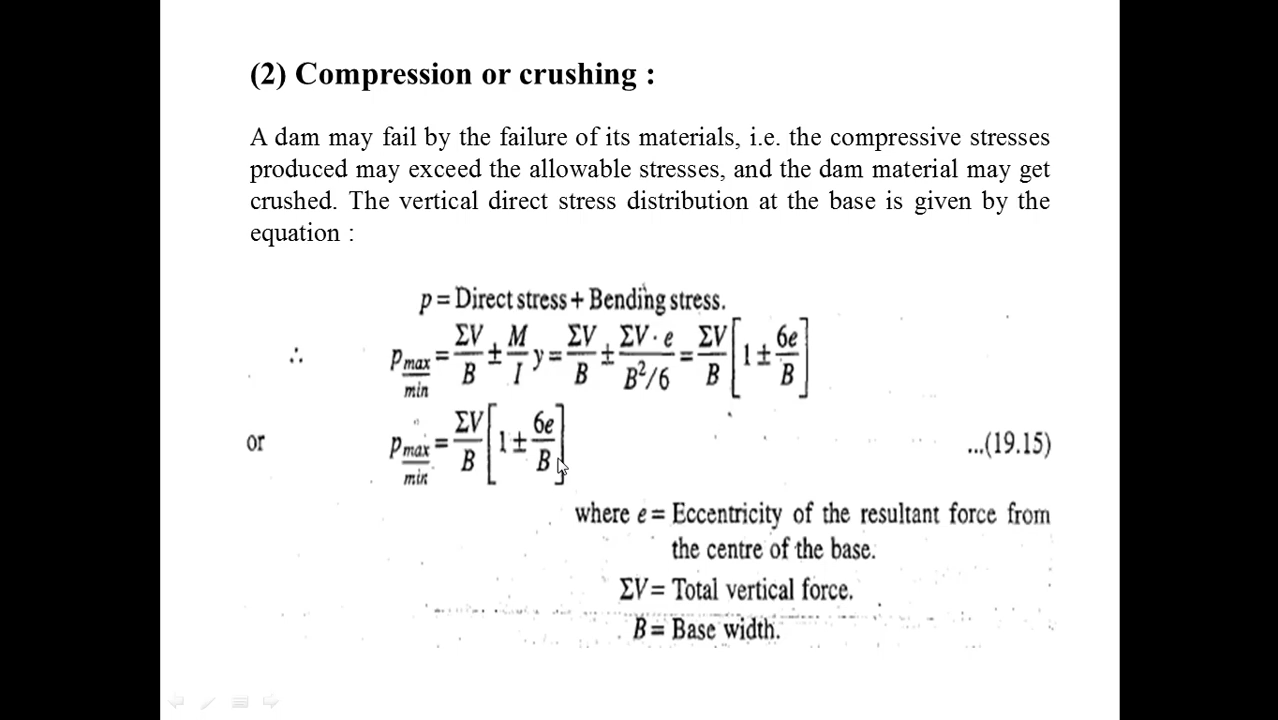 (2) Compression or crushing :
A dam may fail by the failure of its materials, i.e. the compressive stresses
produced may exceed the allowable stresses, and the dam material may get
crushed. The vertical direct stress distribution at the base is given by the
equation :
p = Direct stress + Bending stress.
∴ p_max/min = ΣV/B ± M/I y = ΣV/B ± ΣV · e / B²/6 = ΣV/B [1 ± 6e/B]
or p_max/min = ΣV/B [1 ± 6e/B] ...(19.15)
where e = Eccentricity of the resultant force from
the centre of the base.
ΣV = Total vertical force.
B = Base width.